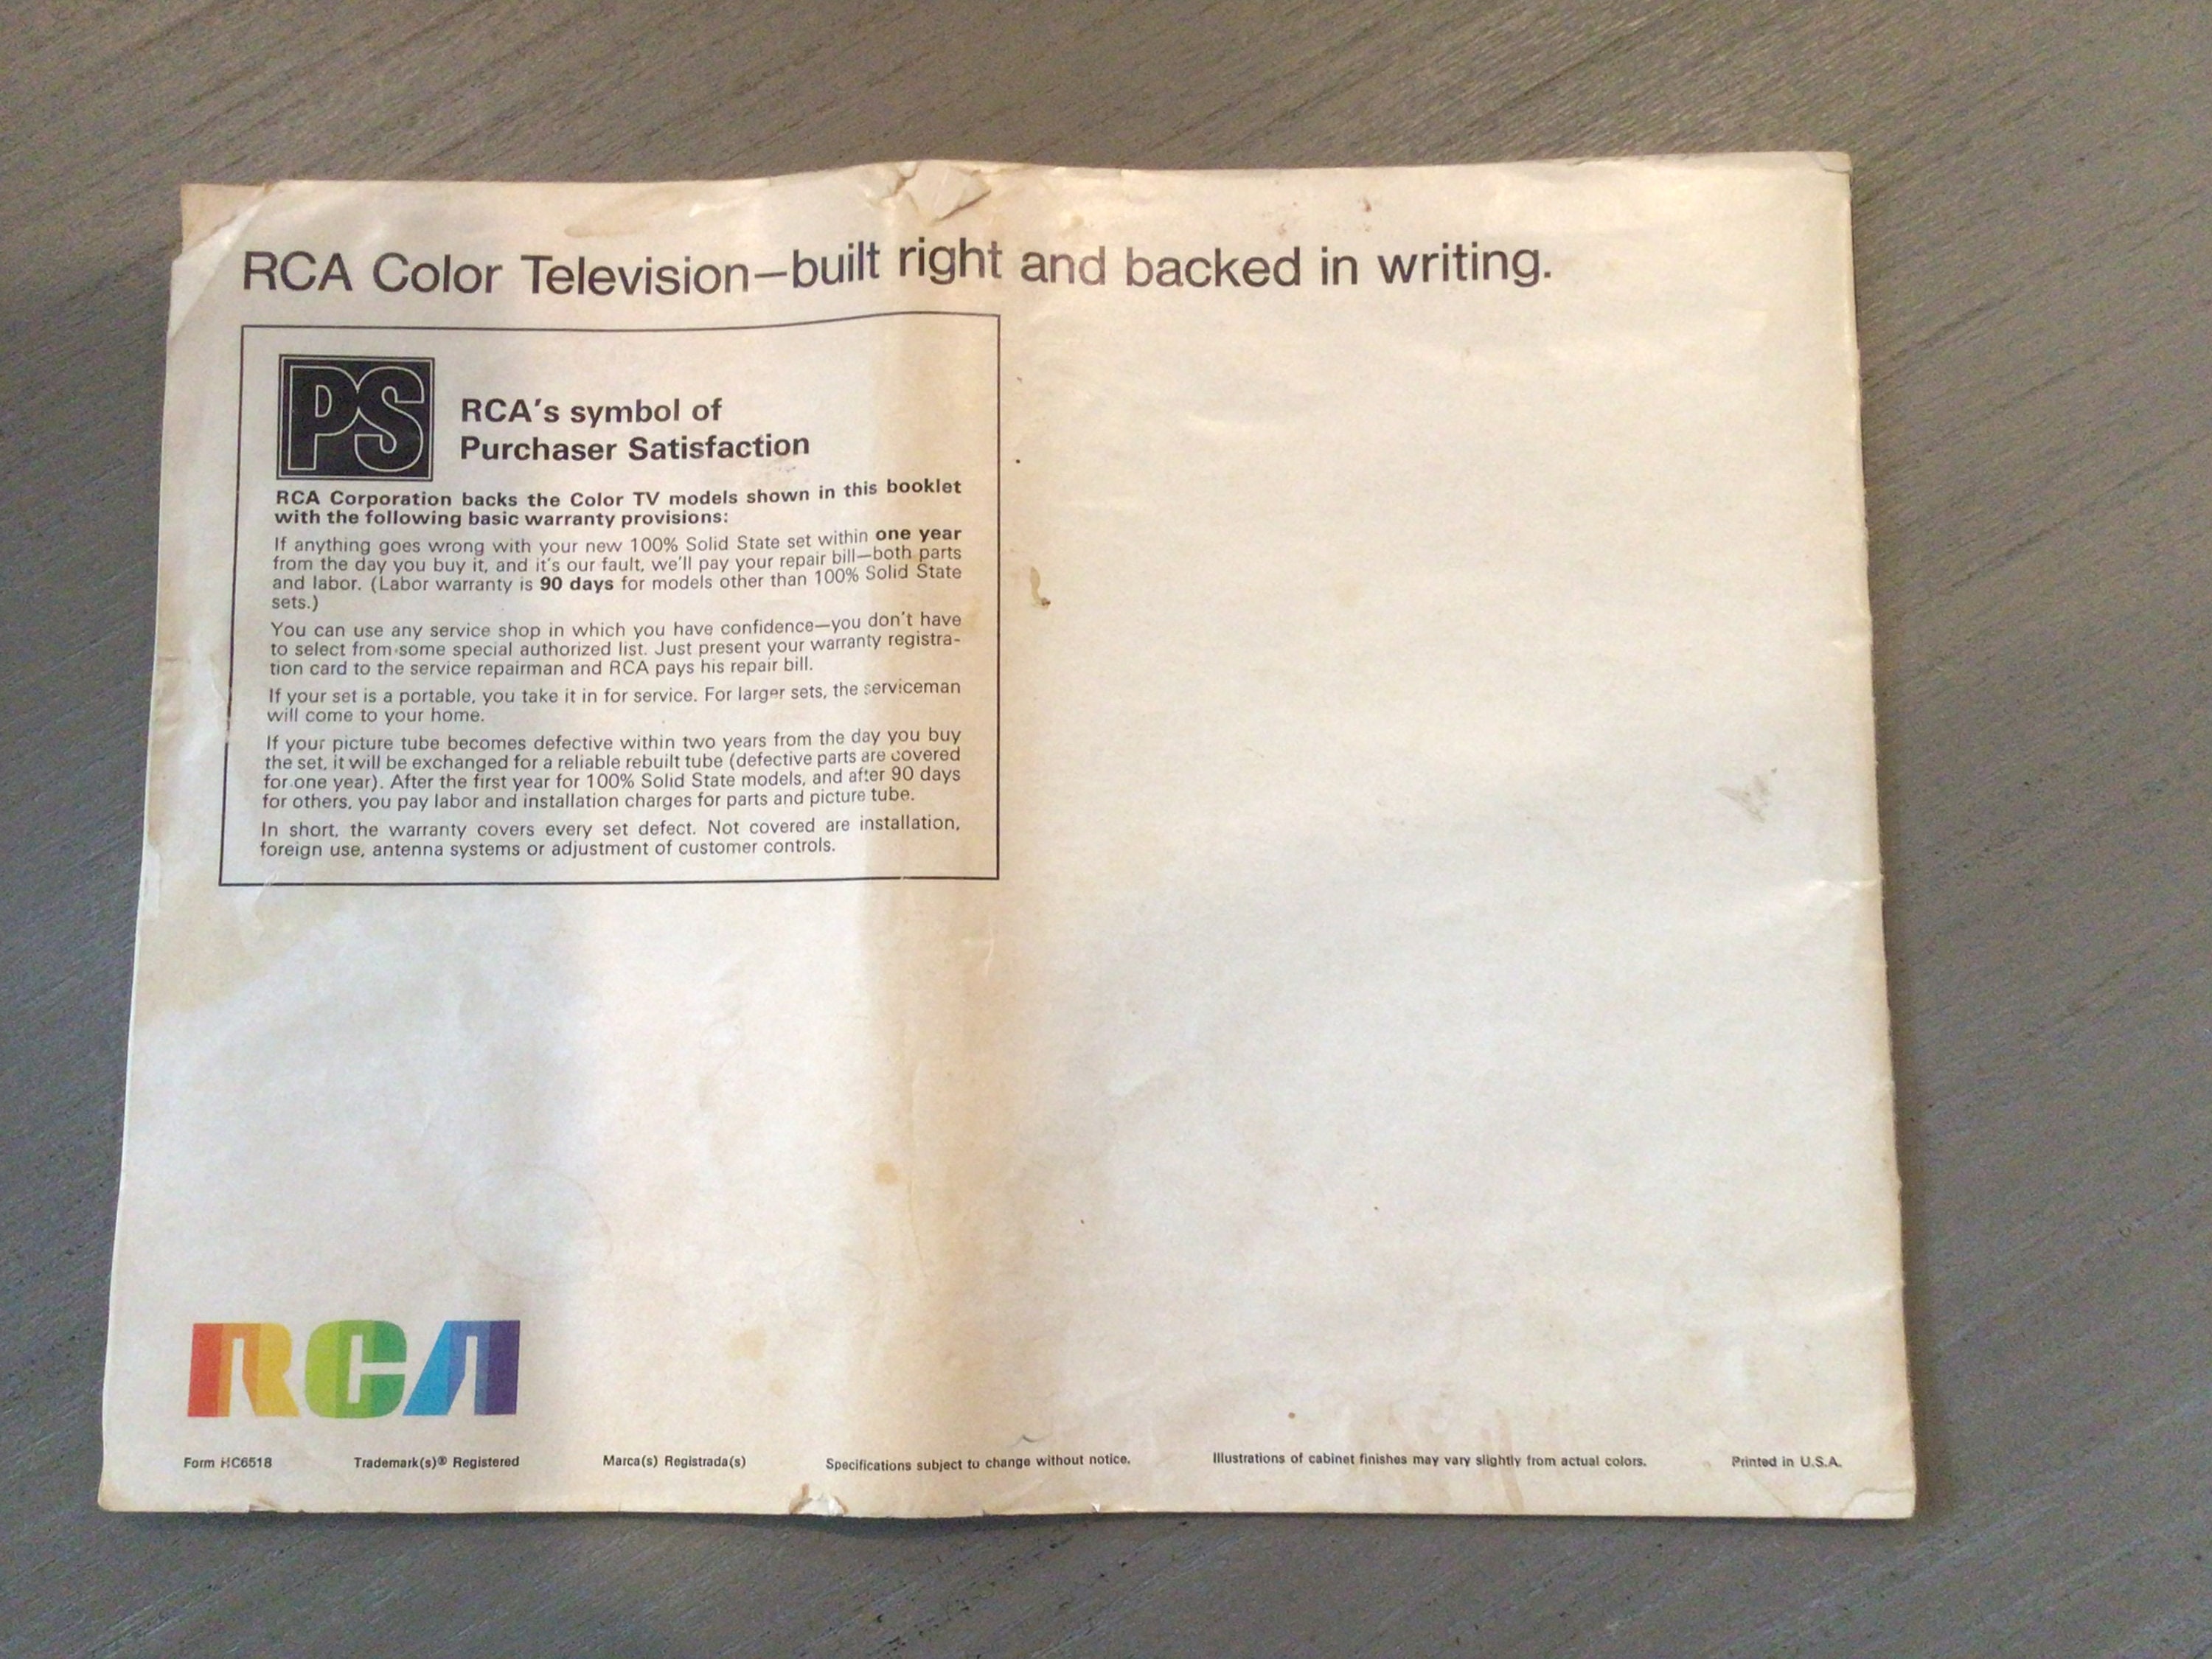 RCA Color Television—built right and backed in writing.
PS
RCA's symbol of
Purchaser Satisfaction
RCA Corporation backs the Color TV models shown in this booklet
with the following basic warranty provisions:
If anything goes wrong with your new 100% Solid State set within one year
from the day you buy it, and it's our fault, we'll pay your repair bill—both parts
and labor. (Labor warranty is 90 days for models other than 100% Solid State
sets.)
You can use any service shop in which you have confidence—you don't have
to select from some special authorized list. Just present your warranty registra-
tion card to the service repairman and RCA pays his repair bill.
If your set is a portable, you take it in for service. For larger sets, the serviceman
will come to your home.
If your picture tube becomes defective within two years from the day you buy
the set, it will be exchanged for a reliable rebuilt tube (defective parts are covered
for one year). After the first year for 100% Solid State models, and after 90 days
for others, you pay labor and installation charges for parts and picture tube.
In short, the warranty covers every set defect. Not covered are installation,
foreign use, antenna systems or adjustment of customer controls.
RCA
Form HC6518 Trademark(s)® Registered Marca(s) Registrada(s) Specifications subject to change without notice. Illustrations of cabinet finishes may vary slightly from actual colors. Printed in U.S.A.